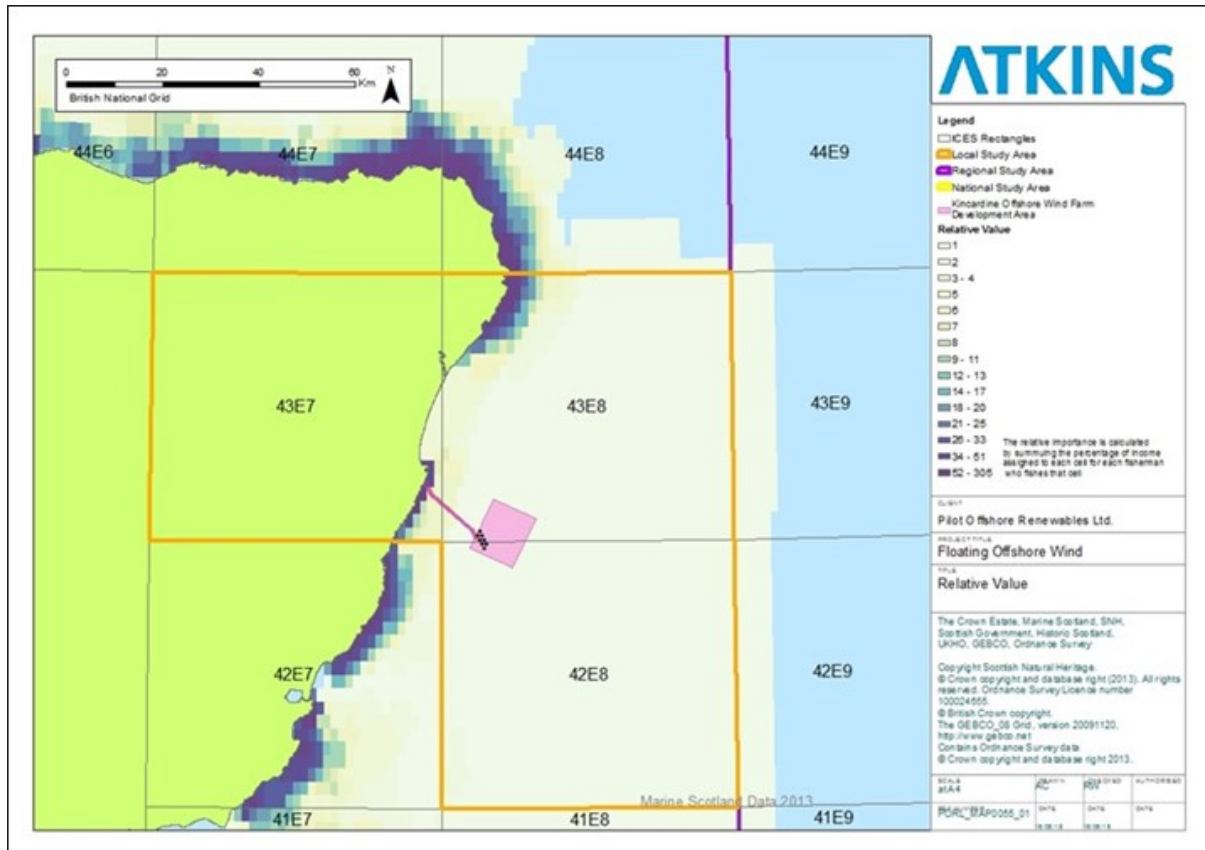 0 20 40 60
Km
N
British National Grid
44E6
44E7
44E8
44E9
43E7
43E8
43E9
42E7
42E8
42E9
41E7
41E8
41E9
Marine Scotland Data 2013
ATKINS
Legend
ICES Rectangles
Local Study Area
Regional Study Area
National Study Area
Kincardine Offshore Wind Farm
Development Area
Relative Value
1
2
3 - 4
5
6
7
8
9 - 11
12 - 13
14 - 17
18 - 20
21 - 25
26 - 33
34 - 51
52 - 305
The relative importance is calculated
by summing the percentage of income
assigned to each cell for each fisherman
who fishes that cell
CLIENT
Pilot Offshore Renewables Ltd.
PROJECT TITLE
Floating Offshore Wind
TITLE
Relative Value
The Crown Estate, Marine Scotland, SNH,
Scottish Government, Historic Scotland,
UKHO, GEBCO, Ordnance Survey
Copyright Scottish Natural Heritage.
© Crown copyright and database right (2013). All rights
reserved. Ordnance Survey Licence number
100024655.
© British Crown copyright.
The GEBCO_08 Grid, version 20091120,
http://www.gebco.net
Contains Ordnance Survey data
© Crown copyright and database right 2013.
SCALE
at A4
DRAWN
AC
CHECKED
RW
AUTHORISED
PORL_MAP0055_01
DATE
DATE
DATE